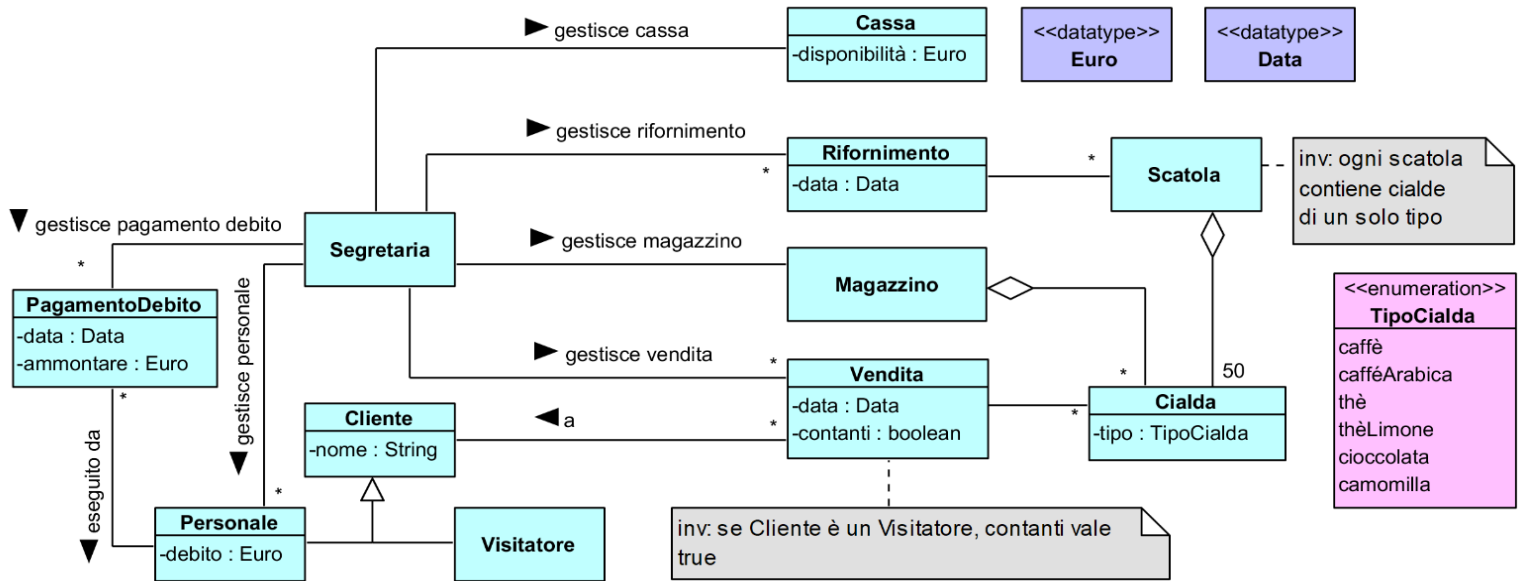 gestisce cassa
Cassa
-disponibilità : Euro
<<datatype>>
Euro
<<datatype>>
Data
gestisce rifornimento
*
Rifornimento
-data : Data
*
Scatola
inv: ogni scatola
contiene cialde
di un solo tipo
gestisce pagamento debito
*
Segretaria
gestisce magazzino
Magazzino
*
50
PagamentoDebito
-data : Data
-ammontare : Euro
*
gestisce personale
*
gestisce vendita
*
Vendita
-data : Data
-contanti : boolean
*
Cialda
-tipo : TipoCialda
<<enumeration>>
TipoCialda
caffè
cafféArabica
thè
thèLimone
cioccolata
camomilla
Cliente
-nome : String
a
*
eseguito da
Personale
-debito : Euro
Visitatore
inv: se Cliente è un Visitatore, contanti vale
true